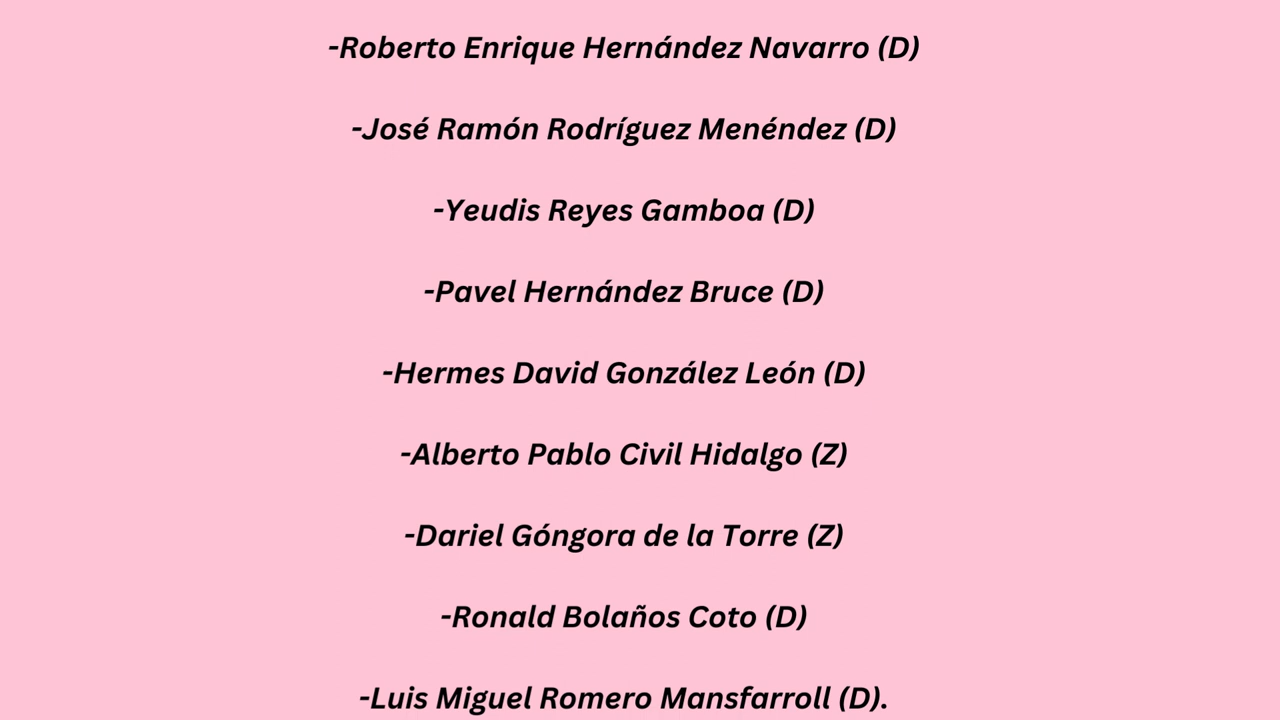 -Roberto Enrique Hernández Navarro (D)
-José Ramón Rodríguez Menéndez (D)
-Yeudis Reyes Gamboa (D)
-Pavel Hernández Bruce (D)
-Hermes David González León (D)
-Alberto Pablo Civil Hidalgo (Z)
-Dariel Góngora de la Torre (Z)
-Ronald Bolaños Coto (D)
-Luis Miguel Romero Mansfarroll (D).